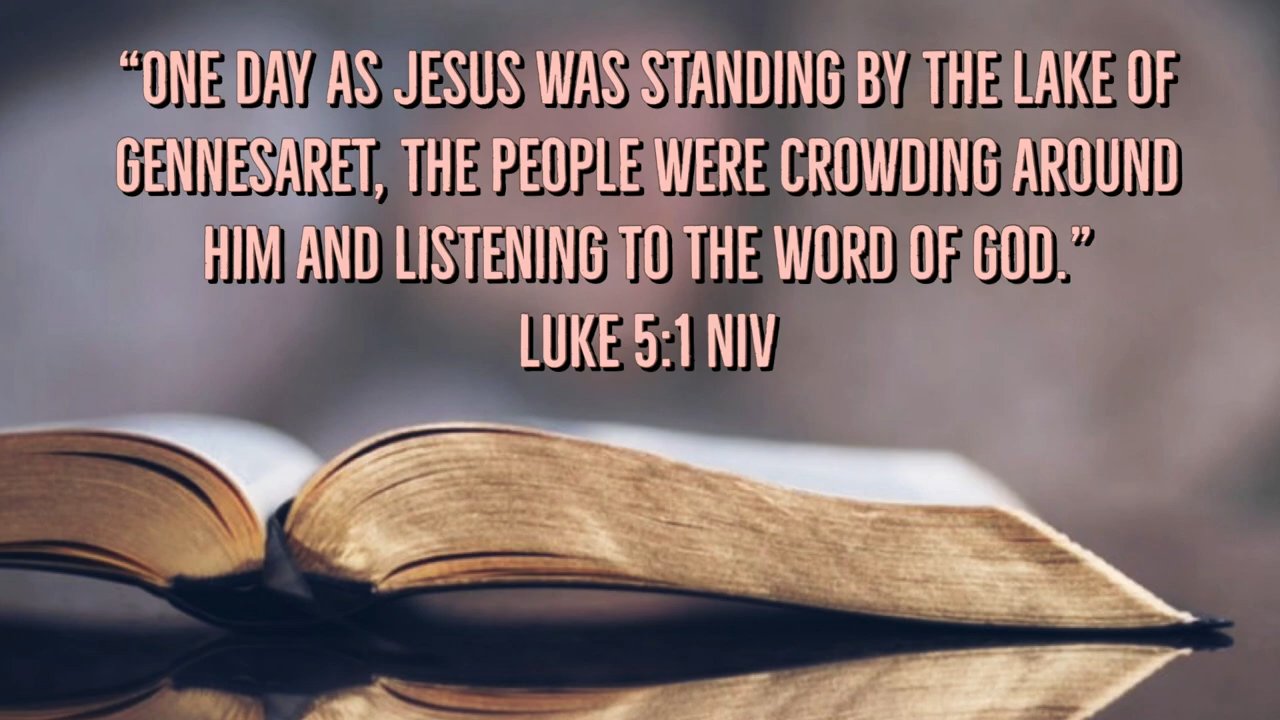 “ONE DAY AS JESUS WAS STANDING BY THE LAKE OF
GENNESARET, THE PEOPLE WERE CROWDING AROUND
HIM AND LISTENING TO THE WORD OF GOD.”
LUKE 5:1 NIV